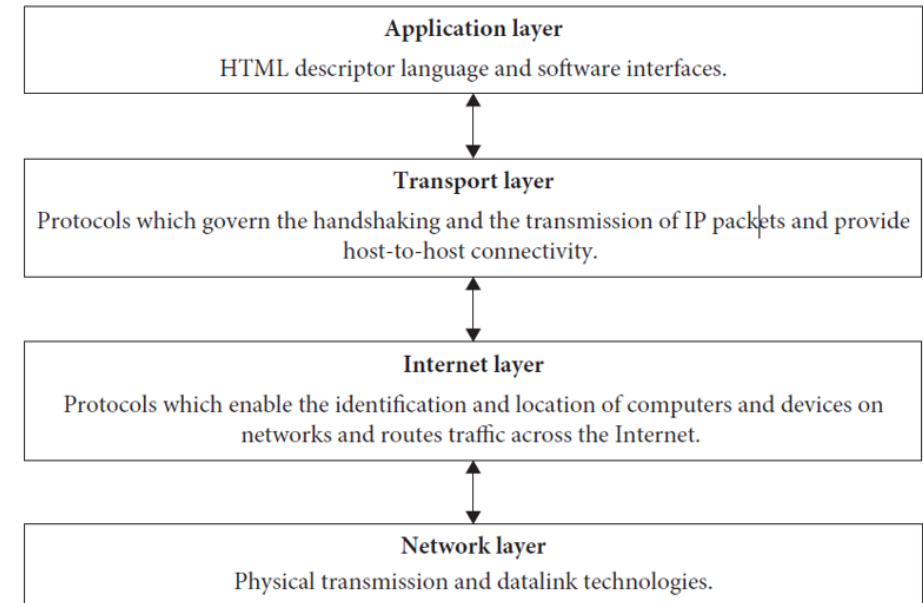 Application layer
HTML descriptor language and software interfaces.
Transport layer
Protocols which govern the handshaking and the transmission of IP packets and provide
host-to-host connectivity.
Internet layer
Protocols which enable the identification and location of computers and devices on
networks and routes traffic across the Internet.
Network layer
Physical transmission and datalink technologies.